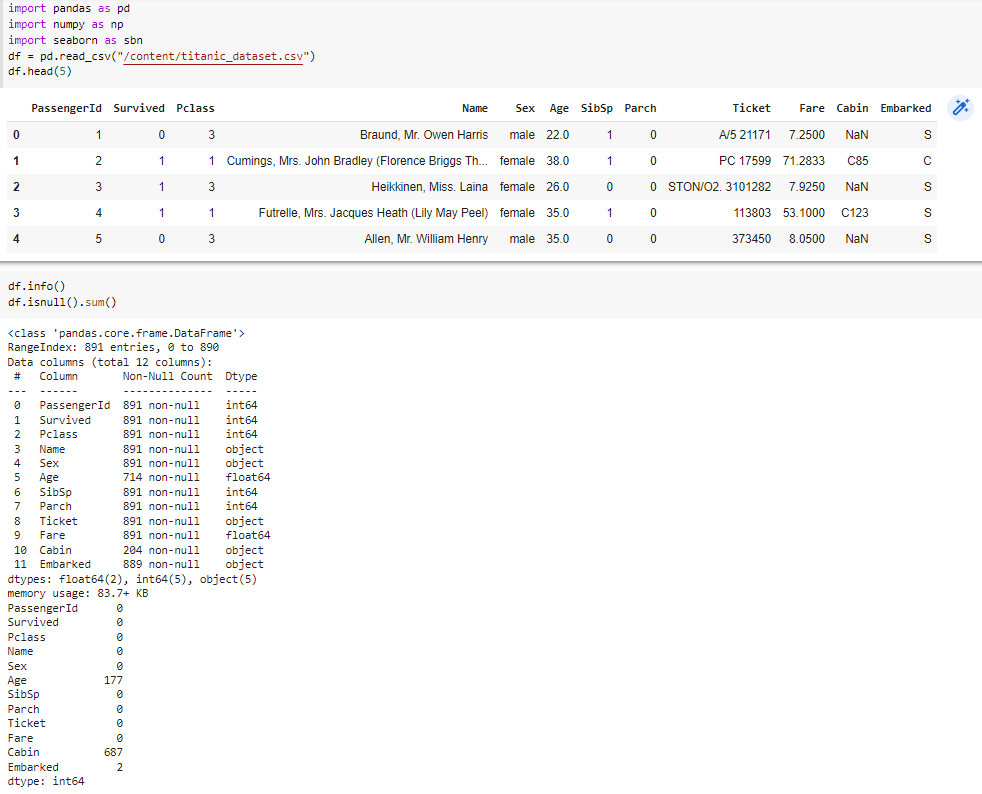 import pandas as pd
import numpy as np
import seaborn as sbn
df = pd.read_csv("/content/titanic_dataset.csv")
df.head(5)
PassengerId Survived Pclass Name Sex Age SibSp Parch Ticket Fare Cabin Embarked
0 1 0 3 Braund, Mr. Owen Harris male 22.0 1 0 A/5 21171 7.2500 NaN S
1 2 1 1 Cumings, Mrs. John Bradley (Florence Briggs Th... female 38.0 1 0 PC 17599 71.2833 C85 C
2 3 1 3 Heikkinen, Miss. Laina female 26.0 0 0 STON/O2. 3101282 7.9250 NaN S
3 4 1 1 Futrelle, Mrs. Jacques Heath (Lily May Peel) female 35.0 1 0 113803 53.1000 C123 S
4 5 0 3 Allen, Mr. William Henry male 35.0 0 0 373450 8.0500 NaN S
df.info()
df.isnull().sum()
<class 'pandas.core.frame.DataFrame'>
RangeIndex: 891 entries, 0 to 890
Data columns (total 12 columns):
 #   Column       Non-Null Count  Dtype
---  ------       --------------  -----
 0   PassengerId  891 non-null    int64
 1   Survived     891 non-null    int64
 2   Pclass       891 non-null    int64
 3   Name         891 non-null    object
 4   Sex          891 non-null    object
 5   Age          714 non-null    float64
 6   SibSp        891 non-null    int64
 7   Parch        891 non-null    int64
 8   Ticket       891 non-null    object
 9   Fare         891 non-null    float64
 10  Cabin        204 non-null    object
 11  Embarked     889 non-null    object
dtypes: float64(2), int64(5), object(5)
memory usage: 83.7+ KB
PassengerId      0
Survived         0
Pclass           0
Name             0
Sex              0
Age            177
SibSp            0
Parch            0
Ticket           0
Fare             0
Cabin          687
Embarked         2
dtype: int64